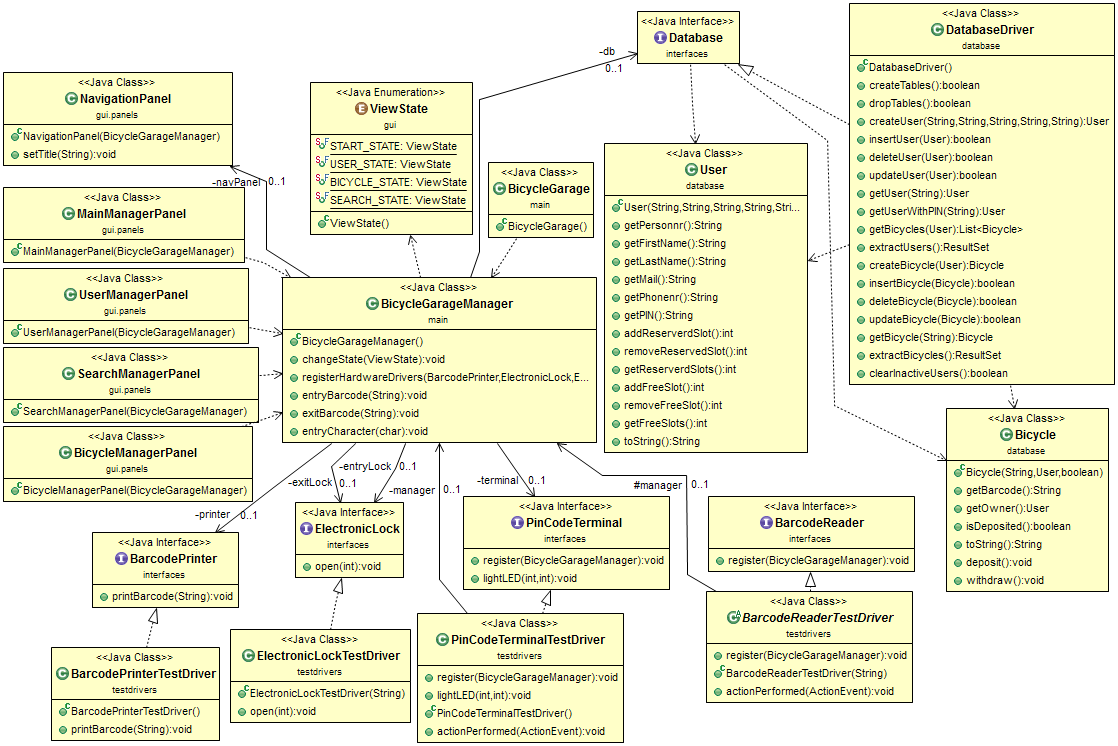 <<Java Interface>>
Database
interfaces
<<Java Class>>
DatabaseDriver
database
DatabaseDriver()
createTables():boolean
dropTables():boolean
createUser(String,String,String,String,String):User
insertUser(User):boolean
deleteUser(User):boolean
updateUser(User):boolean
getUser(String):User
getUserWithPIN(String):User
getBicycles(User):List<Bicycle>
extractUsers():ResultSet
createBicycle(User):Bicycle
insertBicycle(Bicycle):boolean
deleteBicycle(Bicycle):boolean
updateBicycle(Bicycle):boolean
getBicycle(String):Bicycle
extractBicycles():ResultSet
clearInactiveUsers():boolean
-db
0..1
<<Java Class>>
NavigationPanel
gui.panels
NavigationPanel(BicycleGarageManager)
setTitle(String):void
-navPanel
0..1
<<Java Enumeration>>
ViewState
gui
START_STATE: ViewState
USER_STATE: ViewState
BICYCLE_STATE: ViewState
SEARCH_STATE: ViewState
ViewState()
<<Java Class>>
BicycleGarage
main
BicycleGarage()
<<Java Class>>
User
database
User(String,String,String,String,Stri...
getPersonnr():String
getFirstName():String
getLastName():String
getMail():String
getPhonenr():String
getPIN():String
addReserverdSlot():int
removeReservedSlot():int
getReserverdSlots():int
addFreeSlot():int
removeFreeSlot():int
getFreeSlots():int
toString():String
<<Java Class>>
MainManagerPanel
gui.panels
MainManagerPanel(BicycleGarageManager)
<<Java Class>>
UserManagerPanel
gui.panels
UserManagerPanel(BicycleGarageManager)
<<Java Class>>
SearchManagerPanel
gui.panels
SearchManagerPanel(BicycleGarageManager)
<<Java Class>>
BicycleManagerPanel
gui.panels
BicycleManagerPanel(BicycleGarageManager)
<<Java Class>>
BicycleGarageManager
main
BicycleGarageManager()
changeState(ViewState):void
registerHardwareDrivers(BarcodePrinter,ElectronicLock,E...
entryBarcode(String):void
exitBarcode(String):void
entryCharacter(char):void
<<Java Class>>
Bicycle
database
Bicycle(String,User,boolean)
getBarcode():String
getOwner():User
isDeposited():boolean
toString():String
deposit():void
withdraw():void
-entryLock
0..1
-exitLock
-manager
0..1
-terminal
0..1
#manager
0..1
-printer
0..1
<<Java Interface>>
BarcodePrinter
interfaces
printBarcode(String):void
<<Java Interface>>
ElectronicLock
interfaces
open(int):void
<<Java Interface>>
PinCodeTerminal
interfaces
register(BicycleGarageManager):void
lightLED(int,int):void
<<Java Interface>>
BarcodeReader
interfaces
register(BicycleGarageManager):void
<<Java Class>>
BarcodePrinterTestDriver
testdrivers
BarcodePrinterTestDriver()
printBarcode(String):void
<<Java Class>>
ElectronicLockTestDriver
testdrivers
ElectronicLockTestDriver(String)
open(int):void
<<Java Class>>
PinCodeTerminalTestDriver
testdrivers
register(BicycleGarageManager):void
lightLED(int,int):void
PinCodeTerminalTestDriver()
actionPerformed(ActionEvent):void
<<Java Class>>
BarcodeReaderTestDriver
testdrivers
register(BicycleGarageManager):void
BarcodeReaderTestDriver(String)
actionPerformed(ActionEvent):void